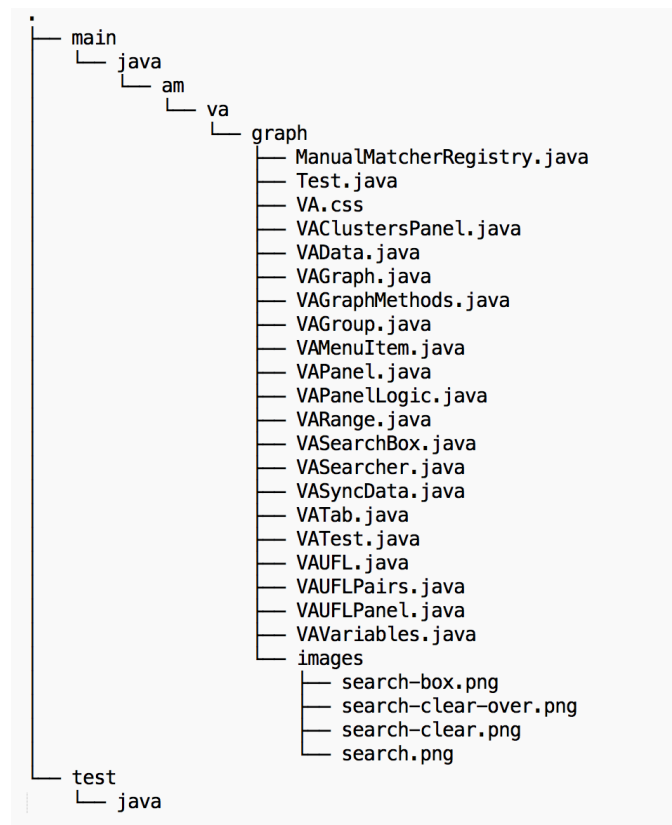 .
├── main
│   └── java
│       └── am
│           └── va
│               └── graph
│                   ├── ManualMatcherRegistry.java
│                   ├── Test.java
│                   ├── VA.css
│                   ├── VAClustersPanel.java
│                   ├── VAData.java
│                   ├── VAGraph.java
│                   ├── VAGraphMethods.java
│                   ├── VAGroup.java
│                   ├── VAMenuItem.java
│                   ├── VAPanel.java
│                   ├── VAPanelLogic.java
│                   ├── VARange.java
│                   ├── VASearchBox.java
│                   ├── VASearcher.java
│                   ├── VASyncData.java
│                   ├── VATab.java
│                   ├── VATest.java
│                   ├── VAUFL.java
│                   ├── VAUFLPairs.java
│                   ├── VAUFLPanel.java
│                   ├── VAVariables.java
│                   └── images
│                       ├── search-box.png
│                       ├── search-clear-over.png
│                       ├── search-clear.png
│                       └── search.png
└── test
    └── java